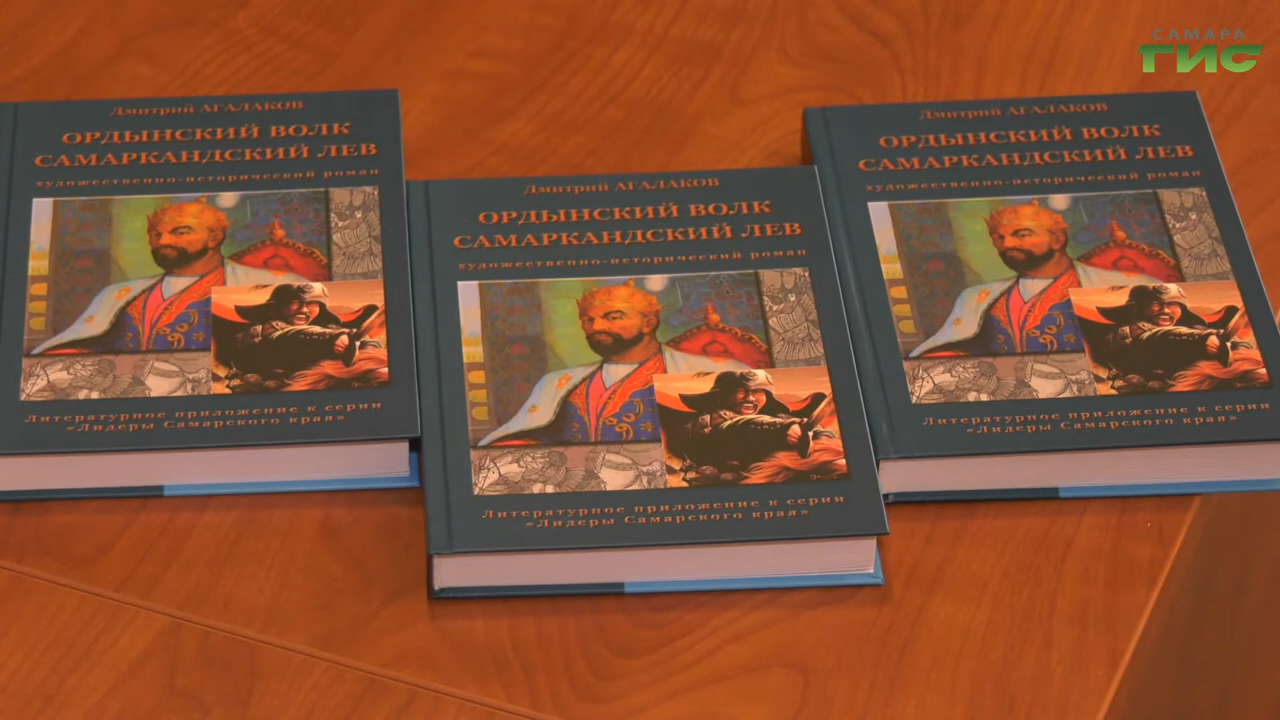 САМАРА
ГИС
Дмитрий АГАЛАКОВ
ОРДЫНСКИЙ ВОЛК
САМАРКАНДСКИЙ ЛЕВ
художественно-исторический роман
Литературное приложение к серии
«Лидеры Самарского края»
Дмитрий АГАЛАКОВ
ОРДЫНСКИЙ ВОЛК
САМАРКАНДСКИЙ ЛЕВ
художественно-исторический роман
Литературное приложение к серии
«Лидеры Самарского края»
Дмитрий АГАЛАКОВ
ОРДЫНСКИЙ ВОЛК
САМАРКАНДСКИЙ ЛЕВ
художественно-исторический роман
Литературное приложение к серии
«Лидеры Самарского края»